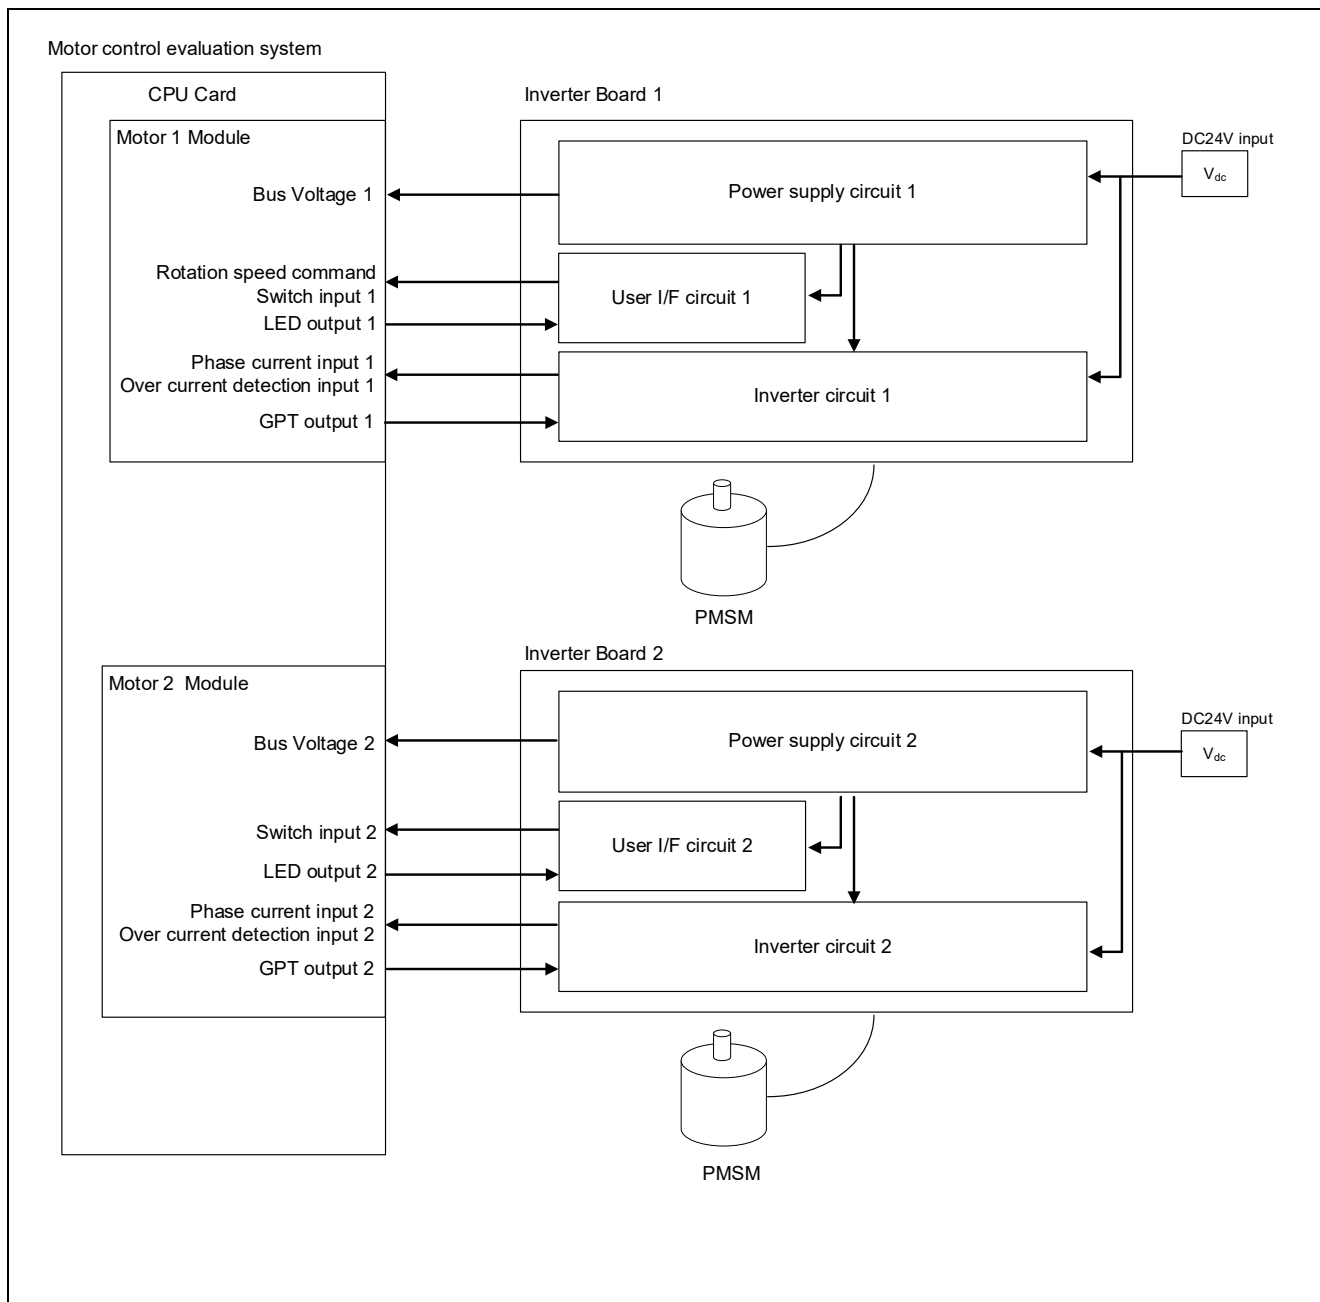 Motor control evaluation system
CPU Card
Inverter Board 1
Motor 1 Module
DC24V input
Vdc
Bus Voltage 1
Power supply circuit 1
Rotation speed command
Switch input 1
User I/F circuit 1
LED output 1
Phase current input 1
Over current detection input 1
Inverter circuit 1
GPT output 1
PMSM
Inverter Board 2
Motor 2 Module
DC24V input
Vdc
Bus Voltage 2
Power supply circuit 2
Switch input 2
User I/F circuit 2
LED output 2
Phase current input 2
Over current detection input 2
Inverter circuit 2
GPT output 2
PMSM